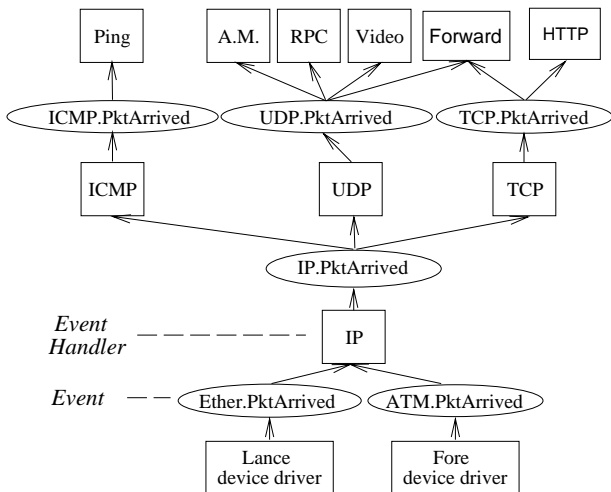 Ping
A.M.
RPC
Video
Forward
HTTP
ICMP.PktArrived
UDP.PktArrived
TCP.PktArrived
ICMP
UDP
TCP
IP.PktArrived
Event
Handler
IP
Event
Ether.PktArrived
ATM.PktArrived
Lance
device driver
Fore
device driver